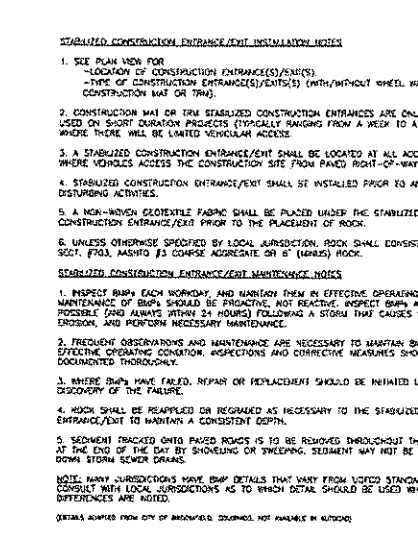 STABILIZED CONSTRUCTION ENTRANCE/EXIT INSTALLATION NOTES
1. SEE PLAN VIEW FOR
-LOCATION OF CONSTRUCTION ENTRANCE(S)/EXIT(S).
-TYPE OF CONSTRUCTION ENTRANCE(S)/EXITS(S) (WITH/WITHOUT WHEEL W
CONSTRUCTION MAT OR TRM).
2. CONSTRUCTION MAT OR TRM STABILIZED CONSTRUCTION ENTRANCES ARE ONL
USED ON SHORT DURATION PROJECTS (TYPICALLY RANGING FROM A WEEK TO A
WHERE THERE WILL BE LIMITED VEHICULAR ACCESS.
3. A STABILIZED CONSTRUCTION ENTRANCE/EXIT SHALL BE LOCATED AT ALL ACC
WHERE VEHICLES ACCESS THE CONSTRUCTION SITE FROM PAVED RIGHT-OF-WAY
4. STABILIZED CONSTRUCTION ENTRANCE/EXIT SHALL BE INSTALLED PRIOR TO AN
DISTURBING ACTIVITIES.
5. A NON-WOVEN GEOTEXTILE FABRIC SHALL BE PLACED UNDER THE STABILIZED
CONSTRUCTION ENTRANCE/EXIT PRIOR TO THE PLACEMENT OF ROCK.
6. UNLESS OTHERWISE SPECIFIED BY LOCAL JURISDICTION, ROCK SHALL CONSIST
SECT. #703, AASHTO #3 COARSE AGGREGATE OR 6" (MINUS) ROCK.
STABILIZED CONSTRUCTION ENTRANCE/EXIT MAINTENANCE NOTES
1. INSPECT BMPs EACH WORKDAY, AND MAINTAIN THEM IN EFFECTIVE OPERATING
MAINTENANCE OF BMPs SHOULD BE PROACTIVE, NOT REACTIVE. INSPECT BMPs A
POSSIBLE (AND ALWAYS WITHIN 24 HOURS) FOLLOWING A STORM THAT CAUSES
EROSION, AND PERFORM NECESSARY MAINTENANCE.
2. FREQUENT OBSERVATIONS AND MAINTENANCE ARE NECESSARY TO MAINTAIN BM
EFFECTIVE OPERATING CONDITION. INSPECTIONS AND CORRECTIVE MEASURES SHO
DOCUMENTED THOROUGHLY.
3. WHERE BMPs HAVE FAILED, REPAIR OR REPLACEMENT SHOULD BE INITIATED U
DISCOVERY OF THE FAILURE.
4. ROCK SHALL BE REAPPLIED OR REGRADED AS NECESSARY TO THE STABILIZED
ENTRANCE/EXIT TO MAINTAIN A CONSISTENT DEPTH.
5. SEDIMENT TRACKED ONTO PAVED ROADS IS TO BE REMOVED THROUGHOUT TH
AT THE END OF THE DAY BY SHOVELING OR SWEEPING. SEDIMENT MAY NOT BE
DOWN STORM SEWER DRAINS.
NOTE: MANY JURISDICTIONS HAVE BMP DETAILS THAT VARY FROM UDFCD STANDA
CONSULT WITH LOCAL JURISDICTIONS AS TO WHICH DETAIL SHOULD BE USED WH
DIFFERENCES ARE NOTED.
(DETAILS ADAPTED FROM CITY OF BROOMFIELD, COLORADO, NOT AVAILABLE IN AUTOCAD)